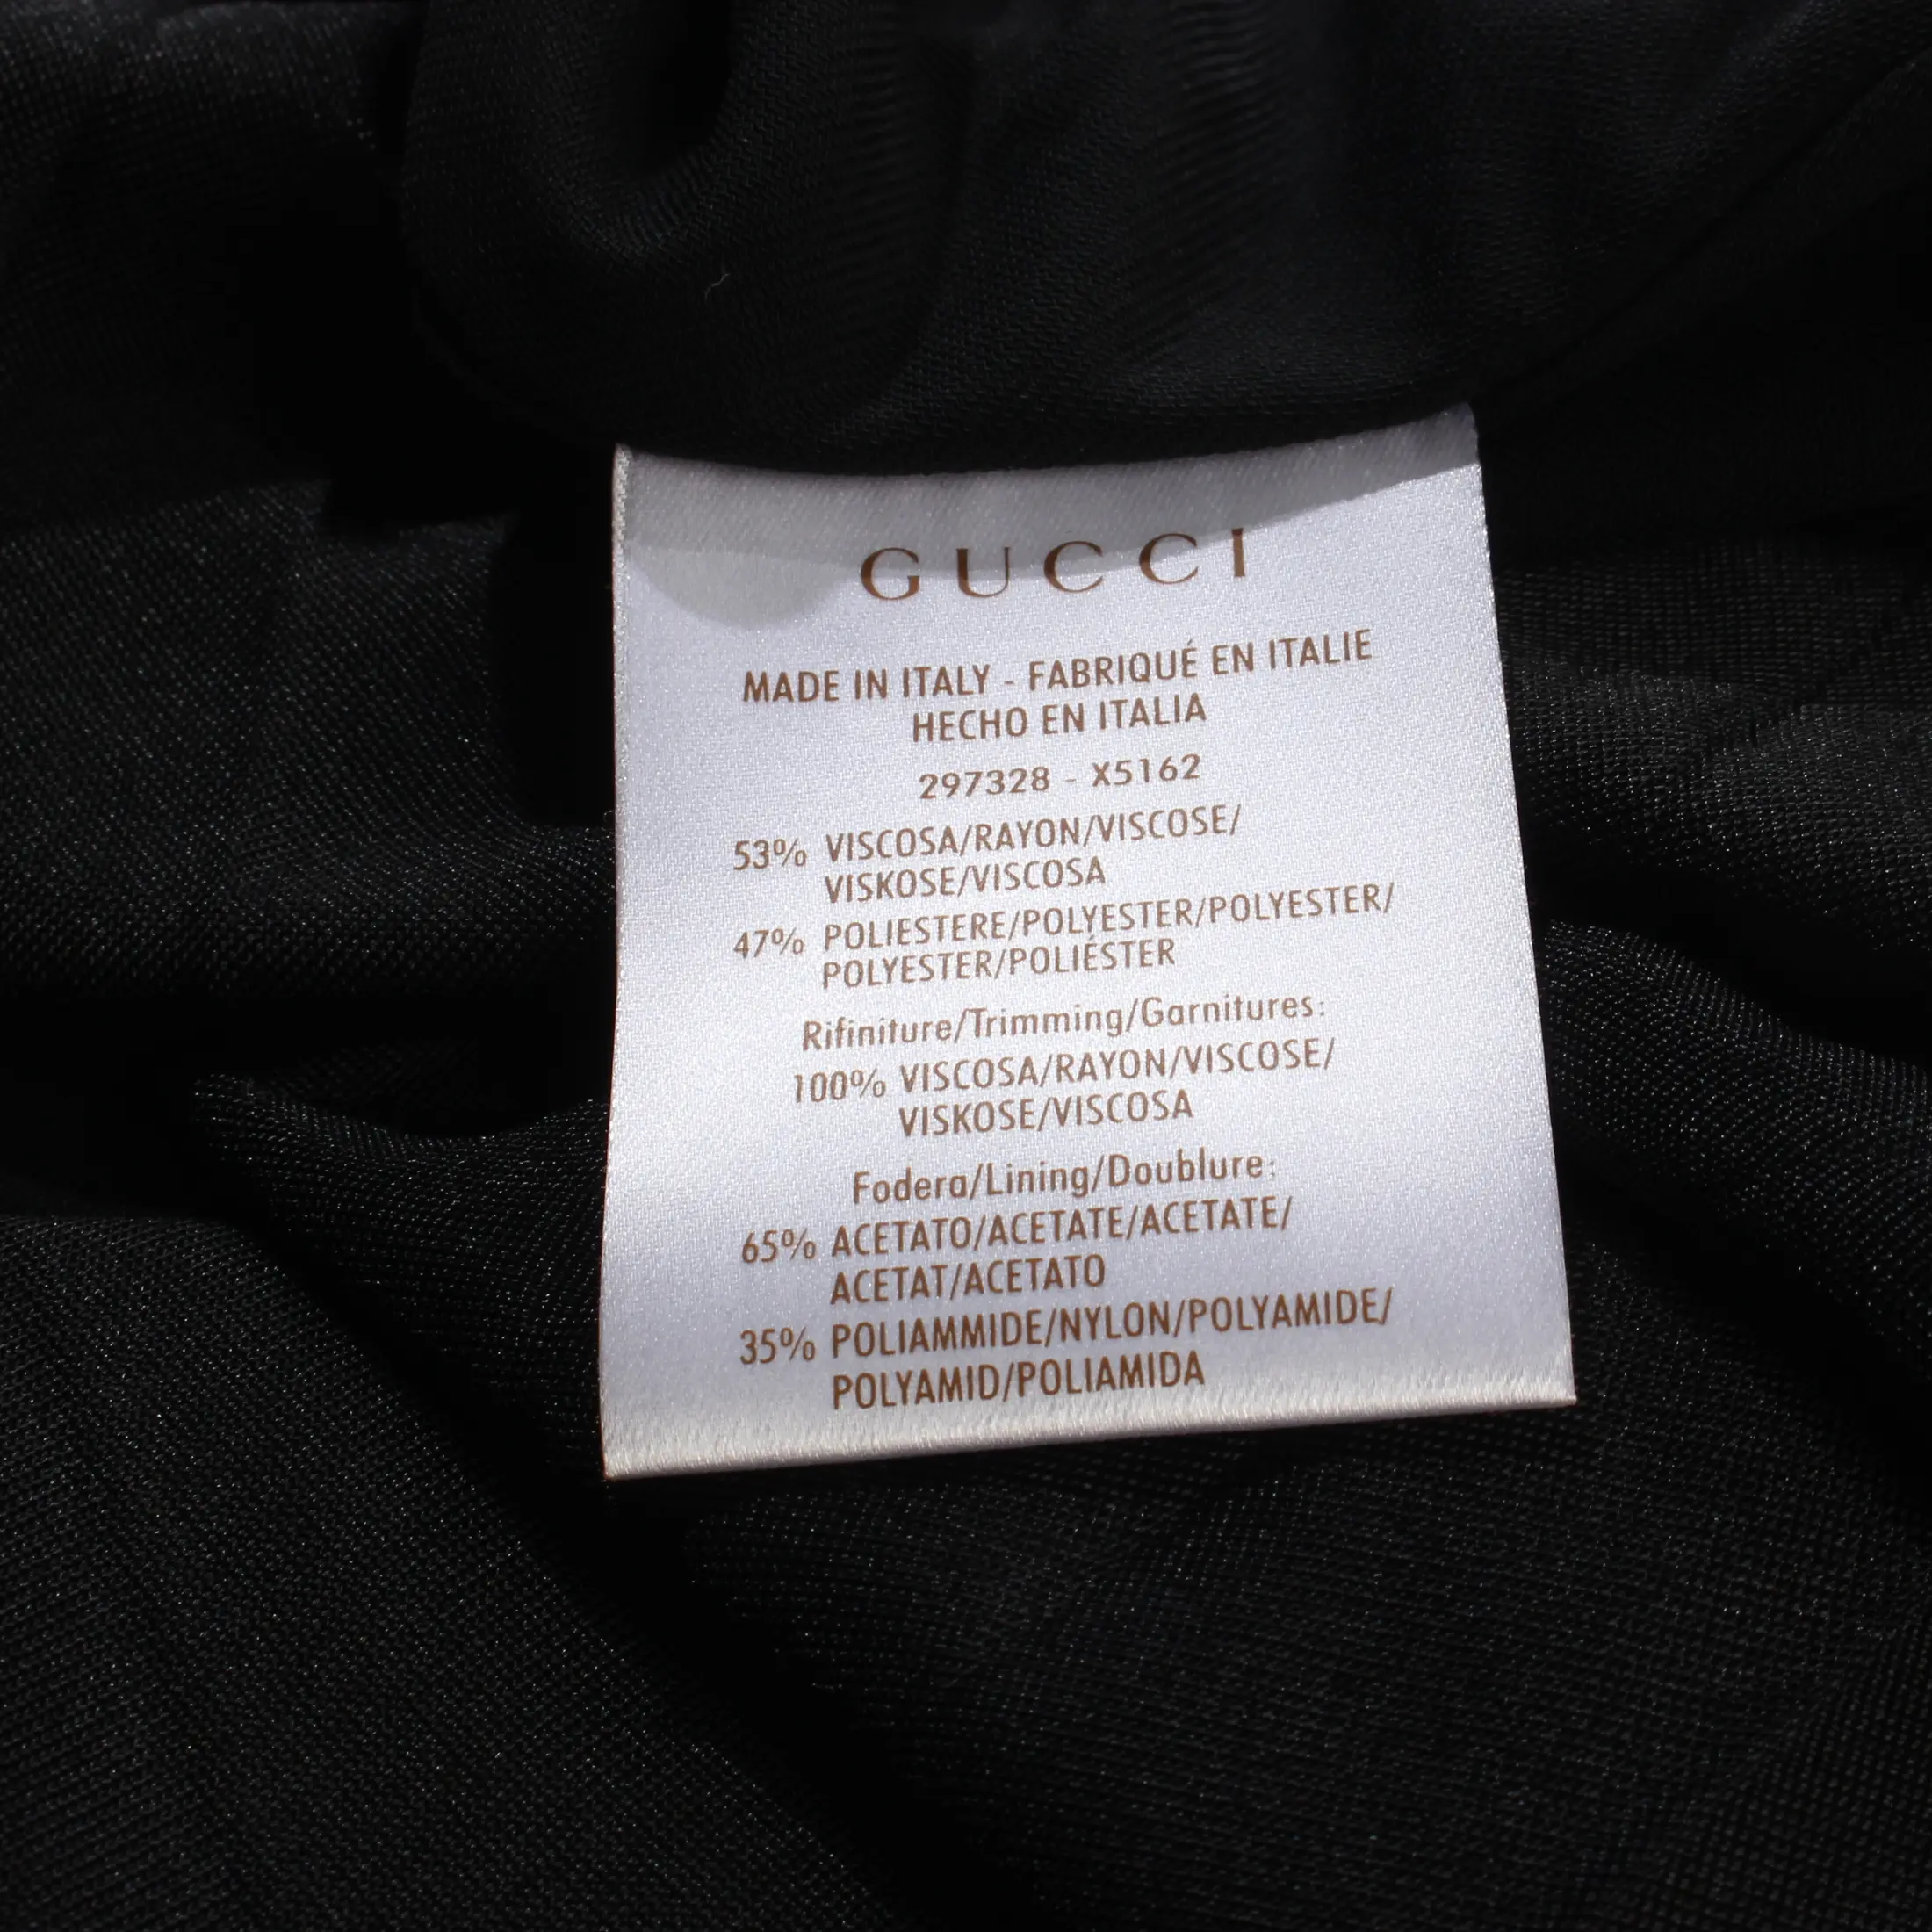 GUCCI
MADE IN ITALY - FABRIQUÉ EN ITALIE
HECHO EN ITALIA
297328 - X5162
53% VISCOSA/RAYON/VISCOSE/
VISKOSE/VISCOSA
47% POLIESTERE/POLYESTER/POLYESTER/
POLYESTER/POLIÉSTER
Rifiniture/Trimming/Garnitures:
100% VISCOSA/RAYON/VISCOSE/
VISKOSE/VISCOSA
Fodera/Lining/Doublure:
65% ACETATO/ACETATE/ACETATE/
ACETAT/ACETATO
35% POLIAMMIDE/NYLON/POLYAMIDE/
POLYAMID/POLIAMIDA